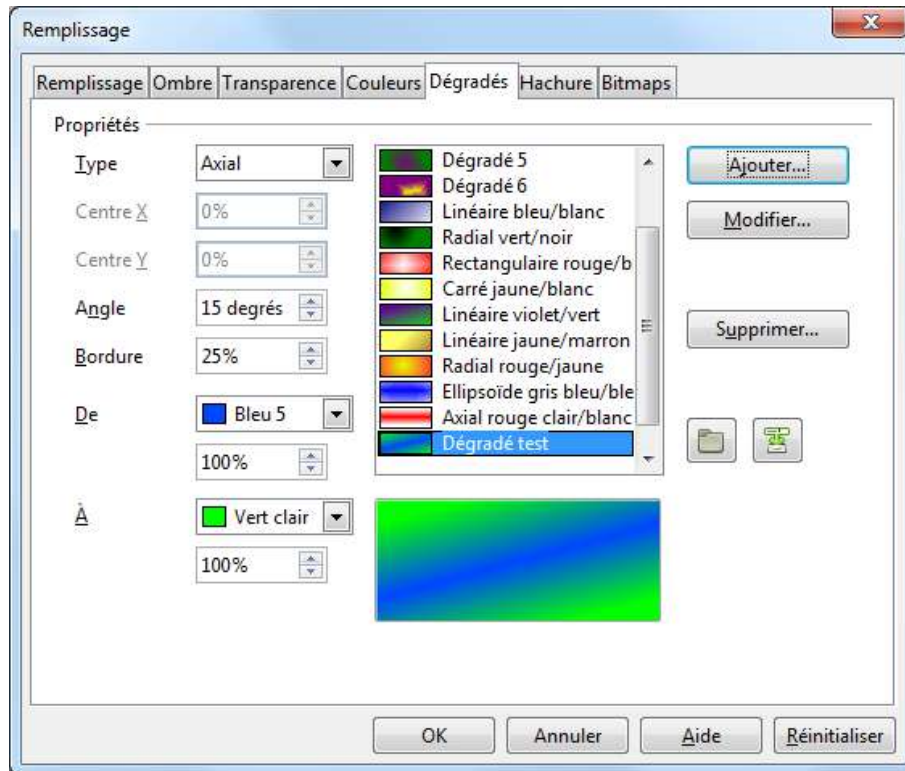 Remplissage
Remplissage Ombre Transparence Couleurs Dégradés Hachure Bitmaps
Propriétés
Type Axial
Centre X 0%
Centre Y 0%
Angle 15 degrés
Bordure 25%
De Bleu 5
100%
À Vert clair
100%
Dégradé 5
Dégradé 6
Linéaire bleu/blanc
Radial vert/noir
Rectangulaire rouge/b
Carré jaune/blanc
Linéaire violet/vert
Linéaire jaune/marron
Radial rouge/jaune
Ellipsoïde gris bleu/ble
Axial rouge clair/blanc
Dégradé test
Ajouter...
Modifier...
Supprimer...
OK Annuler Aide Réinitialiser